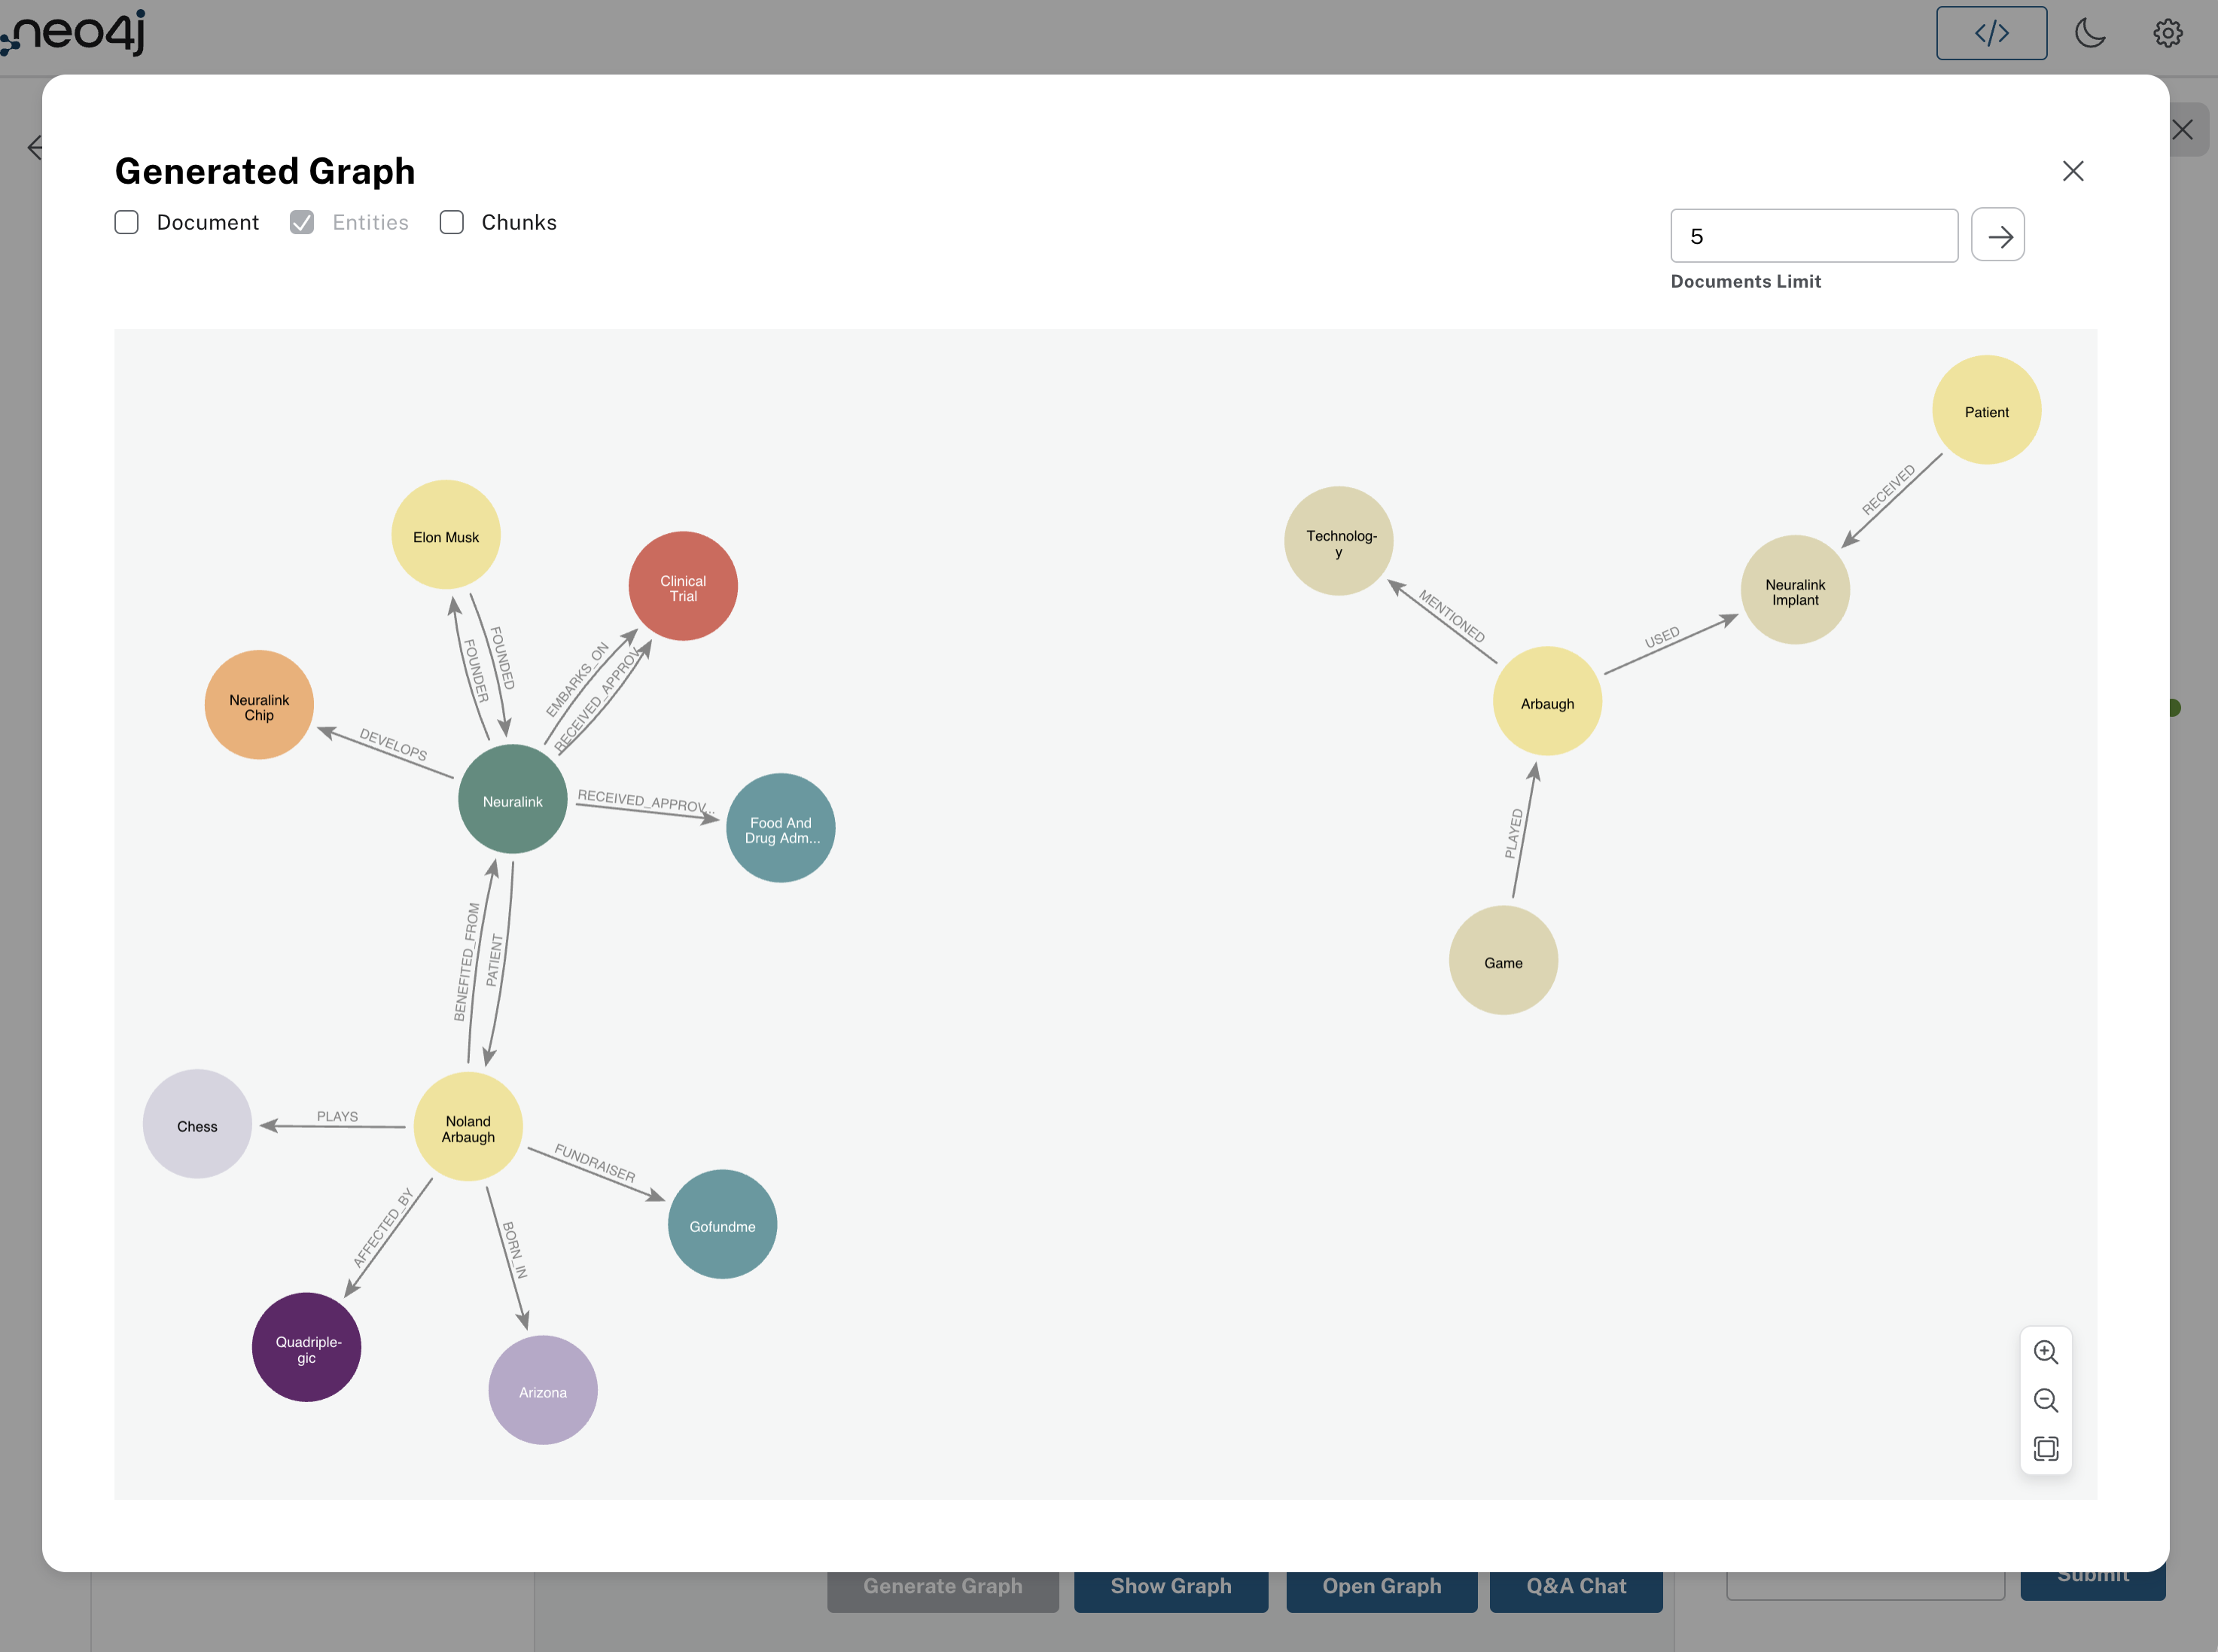 neo4j
</>
Generated Graph
Document
Entities
Chunks
5
Documents Limit
Patient
RECEIVED
Elon Musk
Technolog-
y
Clinical
Trial
Neuralink
Implant
MENTIONED
USED
FOUNDER
FOUNDED
EMBARKS_ON
RECEIVED_APPROV
Neuralink
Chip
Arbaugh
DEVELOPS
Neuralink
RECEIVED_APPROV...
Food And
Drug Adm...
PLAYED
Game
BENEFITED_FROM
PATIENT
Chess
PLAYS
Noland
Arbaugh
FUNDRAISER
Gofundme
AFFECTED_BY
BORN_IN
Quadriple-
gic
Arizona
Generate Graph
Show Graph
Open Graph
Q&A Chat
Submit